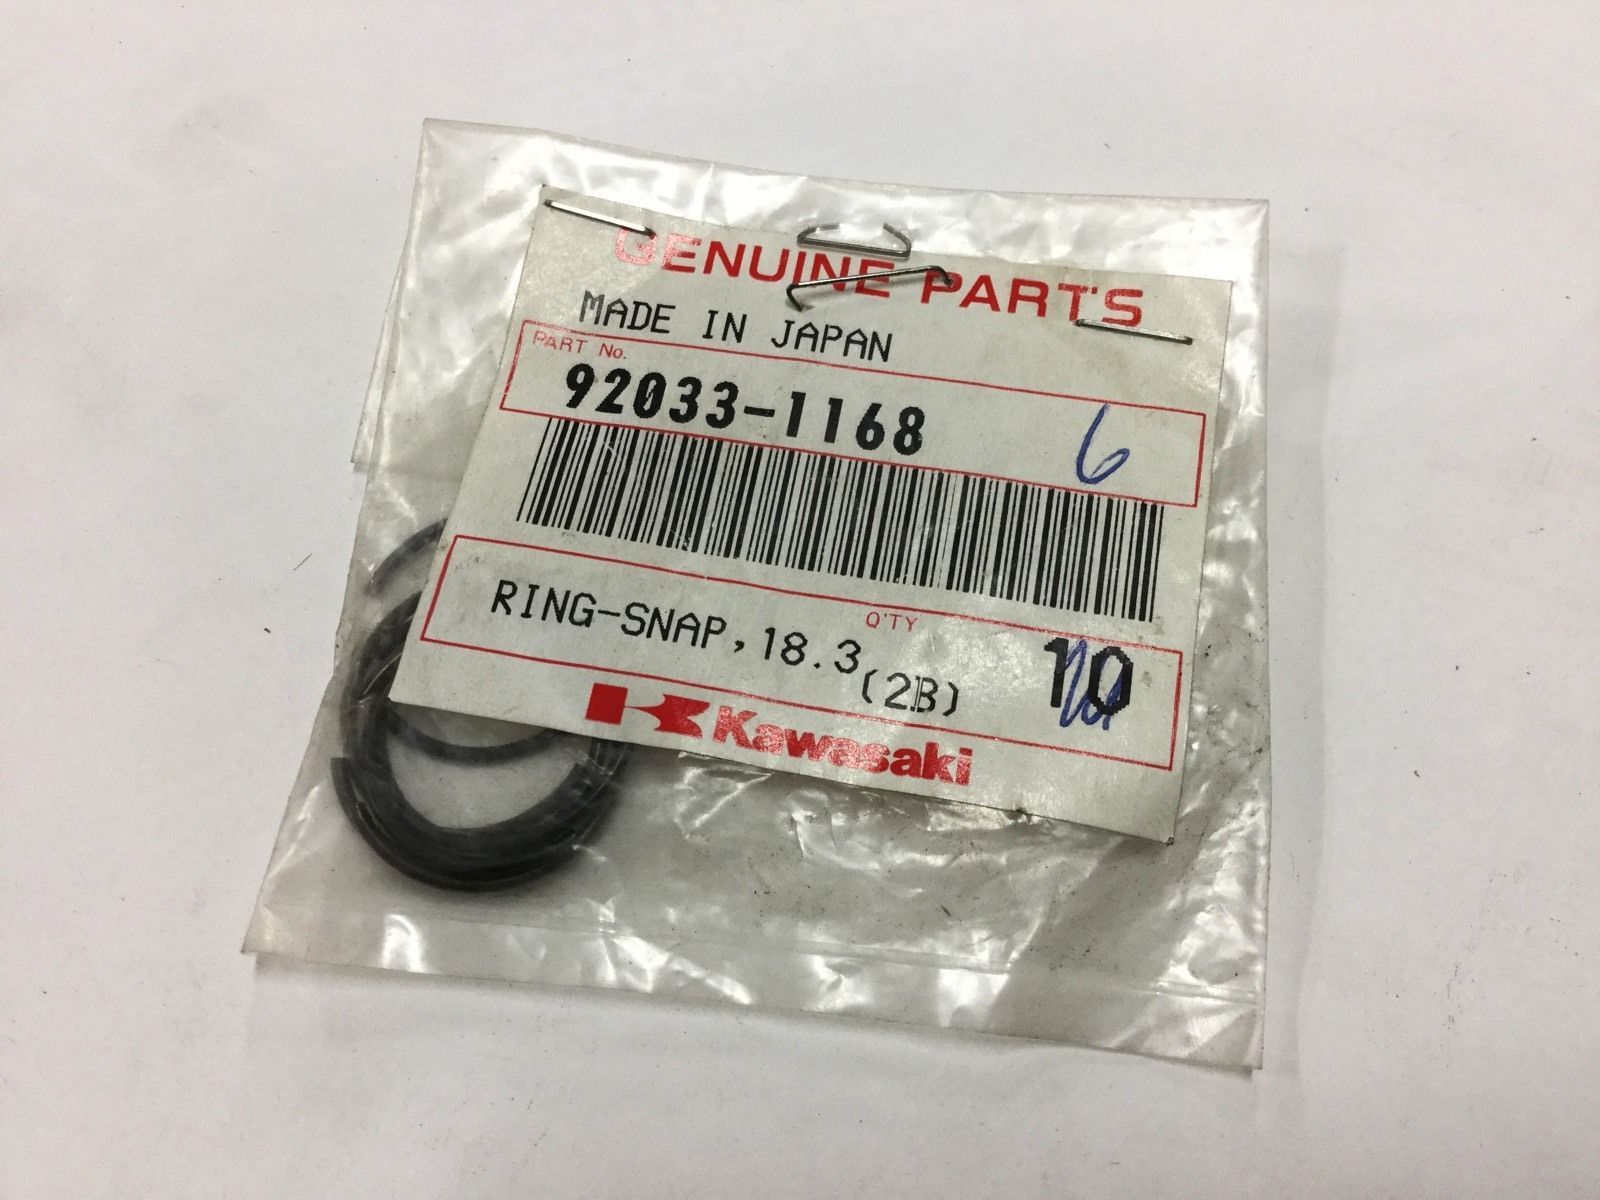 GENUINE PARTS
MADE IN JAPAN
PART No.
92033-1168 6
RING-SNAP,18.3 Q'TY
(2B) 10
Kawasaki